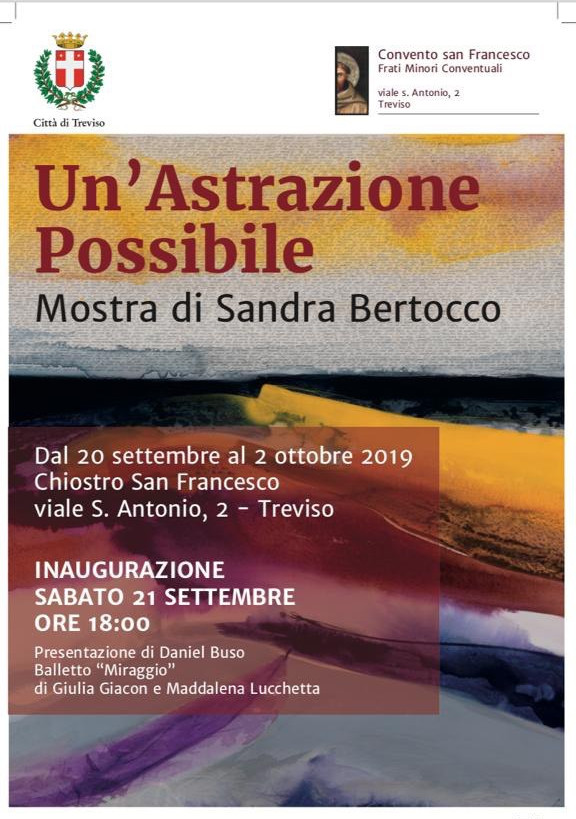 Città di Treviso
Convento san Francesco
Frati Minori Conventuali
viale s. Antonio, 2
Treviso
Un'Astrazione
Possibile
Mostra di Sandra Bertocco
Dal 20 settembre al 2 ottobre 2019
Chiostro San Francesco
viale S. Antonio, 2 - Treviso
INAUGURAZIONE
SABATO 21 SETTEMBRE
ORE 18:00
Presentazione di Daniel Buso
Balletto “Miraggio”
di Giulia Giacon e Maddalena Lucchetta